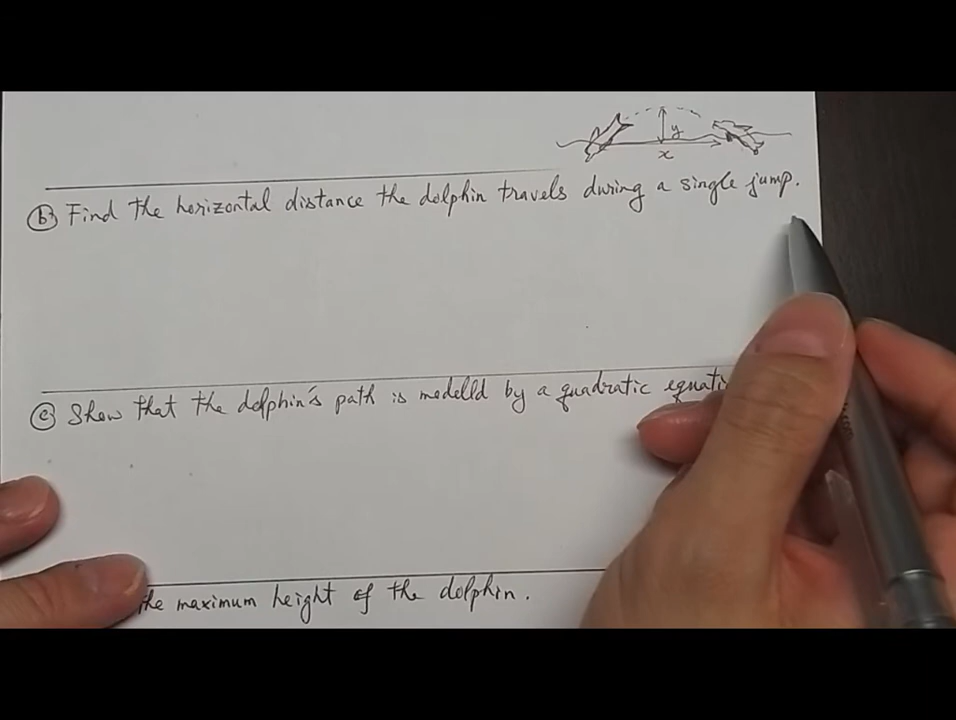 y
x
(b) Find the horizontal distance the dolphin travels during a single jump.
(c) Show that the dolphin's path is modelld by a quadratic equati
the maximum height of the dolphin.